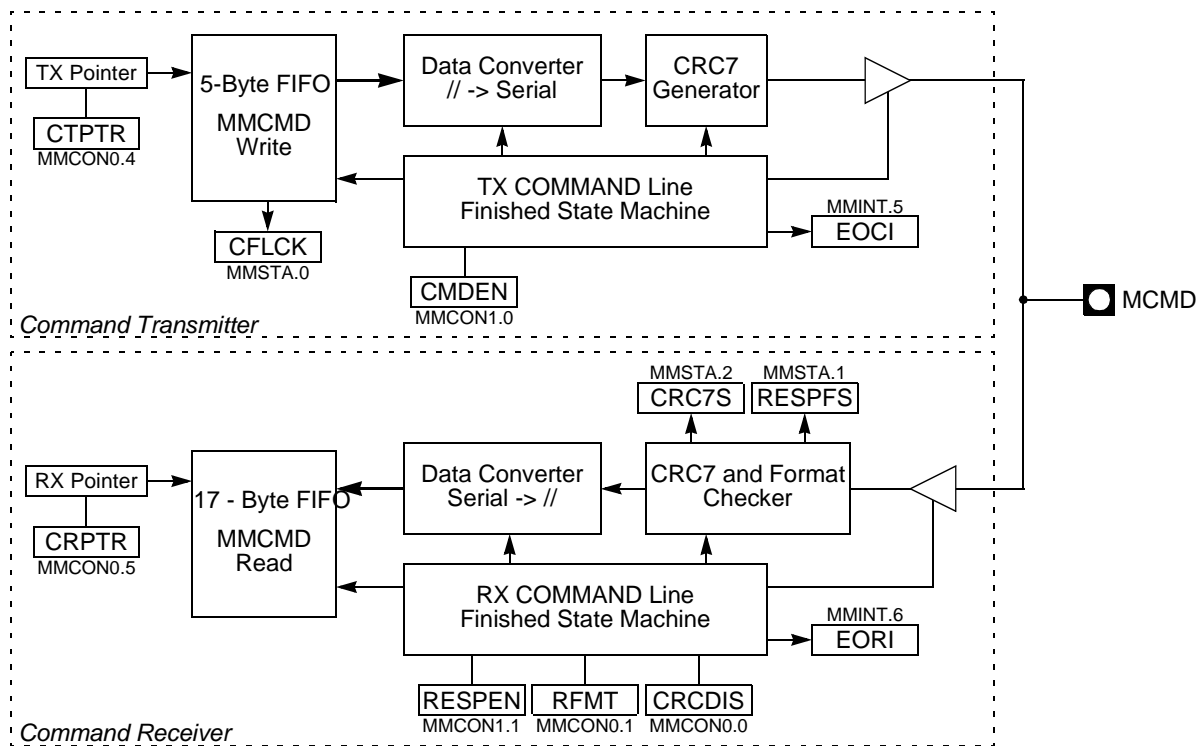 TX Pointer
CTPTR
MMCON0.4
5-Byte FIFO
MMCMD
Write
CFLCK
MMSTA.0
Data Converter
// -> Serial
CRC7
Generator
TX COMMAND Line
Finished State Machine
CMDEN
MMCON1.0
MMINT.5
EOCI
Command Transmitter
MCMD
MMSTA.2
CRC7S
MMSTA.1
RESPFS
RX Pointer
CRPTR
MMCON0.5
17 - Byte FIFO
MMCMD
Read
Data Converter
Serial -> //
CRC7 and Format
Checker
RX COMMAND Line
Finished State Machine
MMINT.6
EORI
RESPEN
MMCON1.1
RFMT
MMCON0.1
CRCDIS
MMCON0.0
Command Receiver